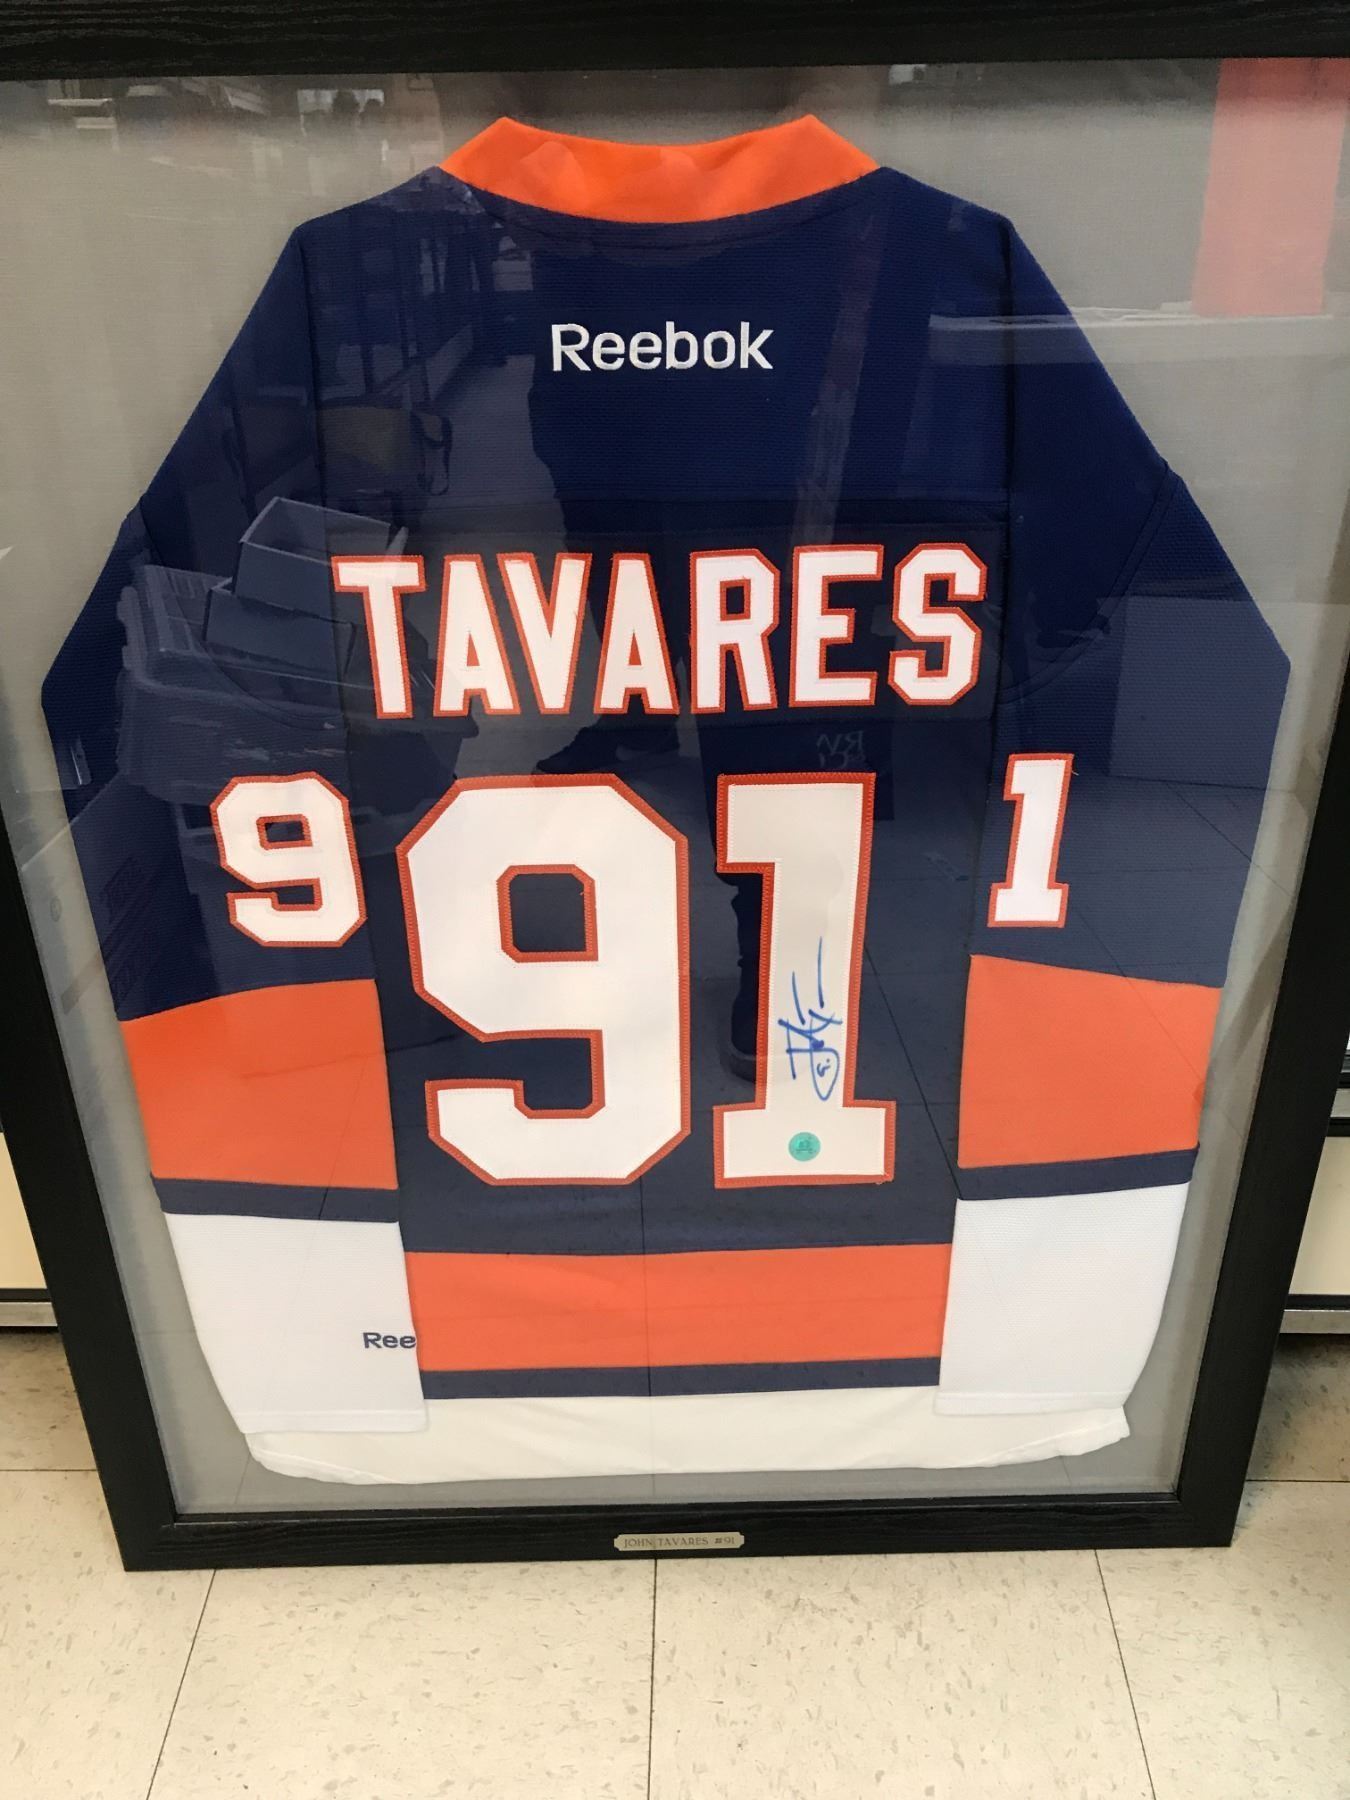 Reebok
TAVARES
9 91 1
Ree
JOHN TAVARES #91